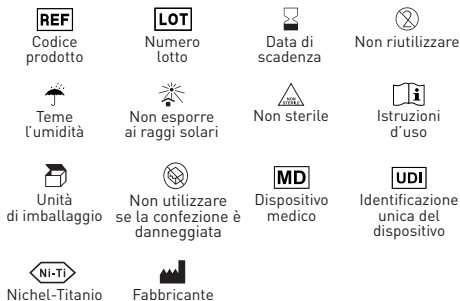 REF LOT 2
Codice Numero Data di Non riutilizzare
prodotto lotto scadenza
NON
STERILE i
Teme Non esporre Non sterile Istruzioni
l'umidità ai raggi solari d'uso
MD UDI
Unità Non utilizzare Dispositivo Identificazione
di imballaggio se la confezione è medico unica del
danneggiata dispositivo
Ni-Ti
Nichel-Titanio Fabbricante